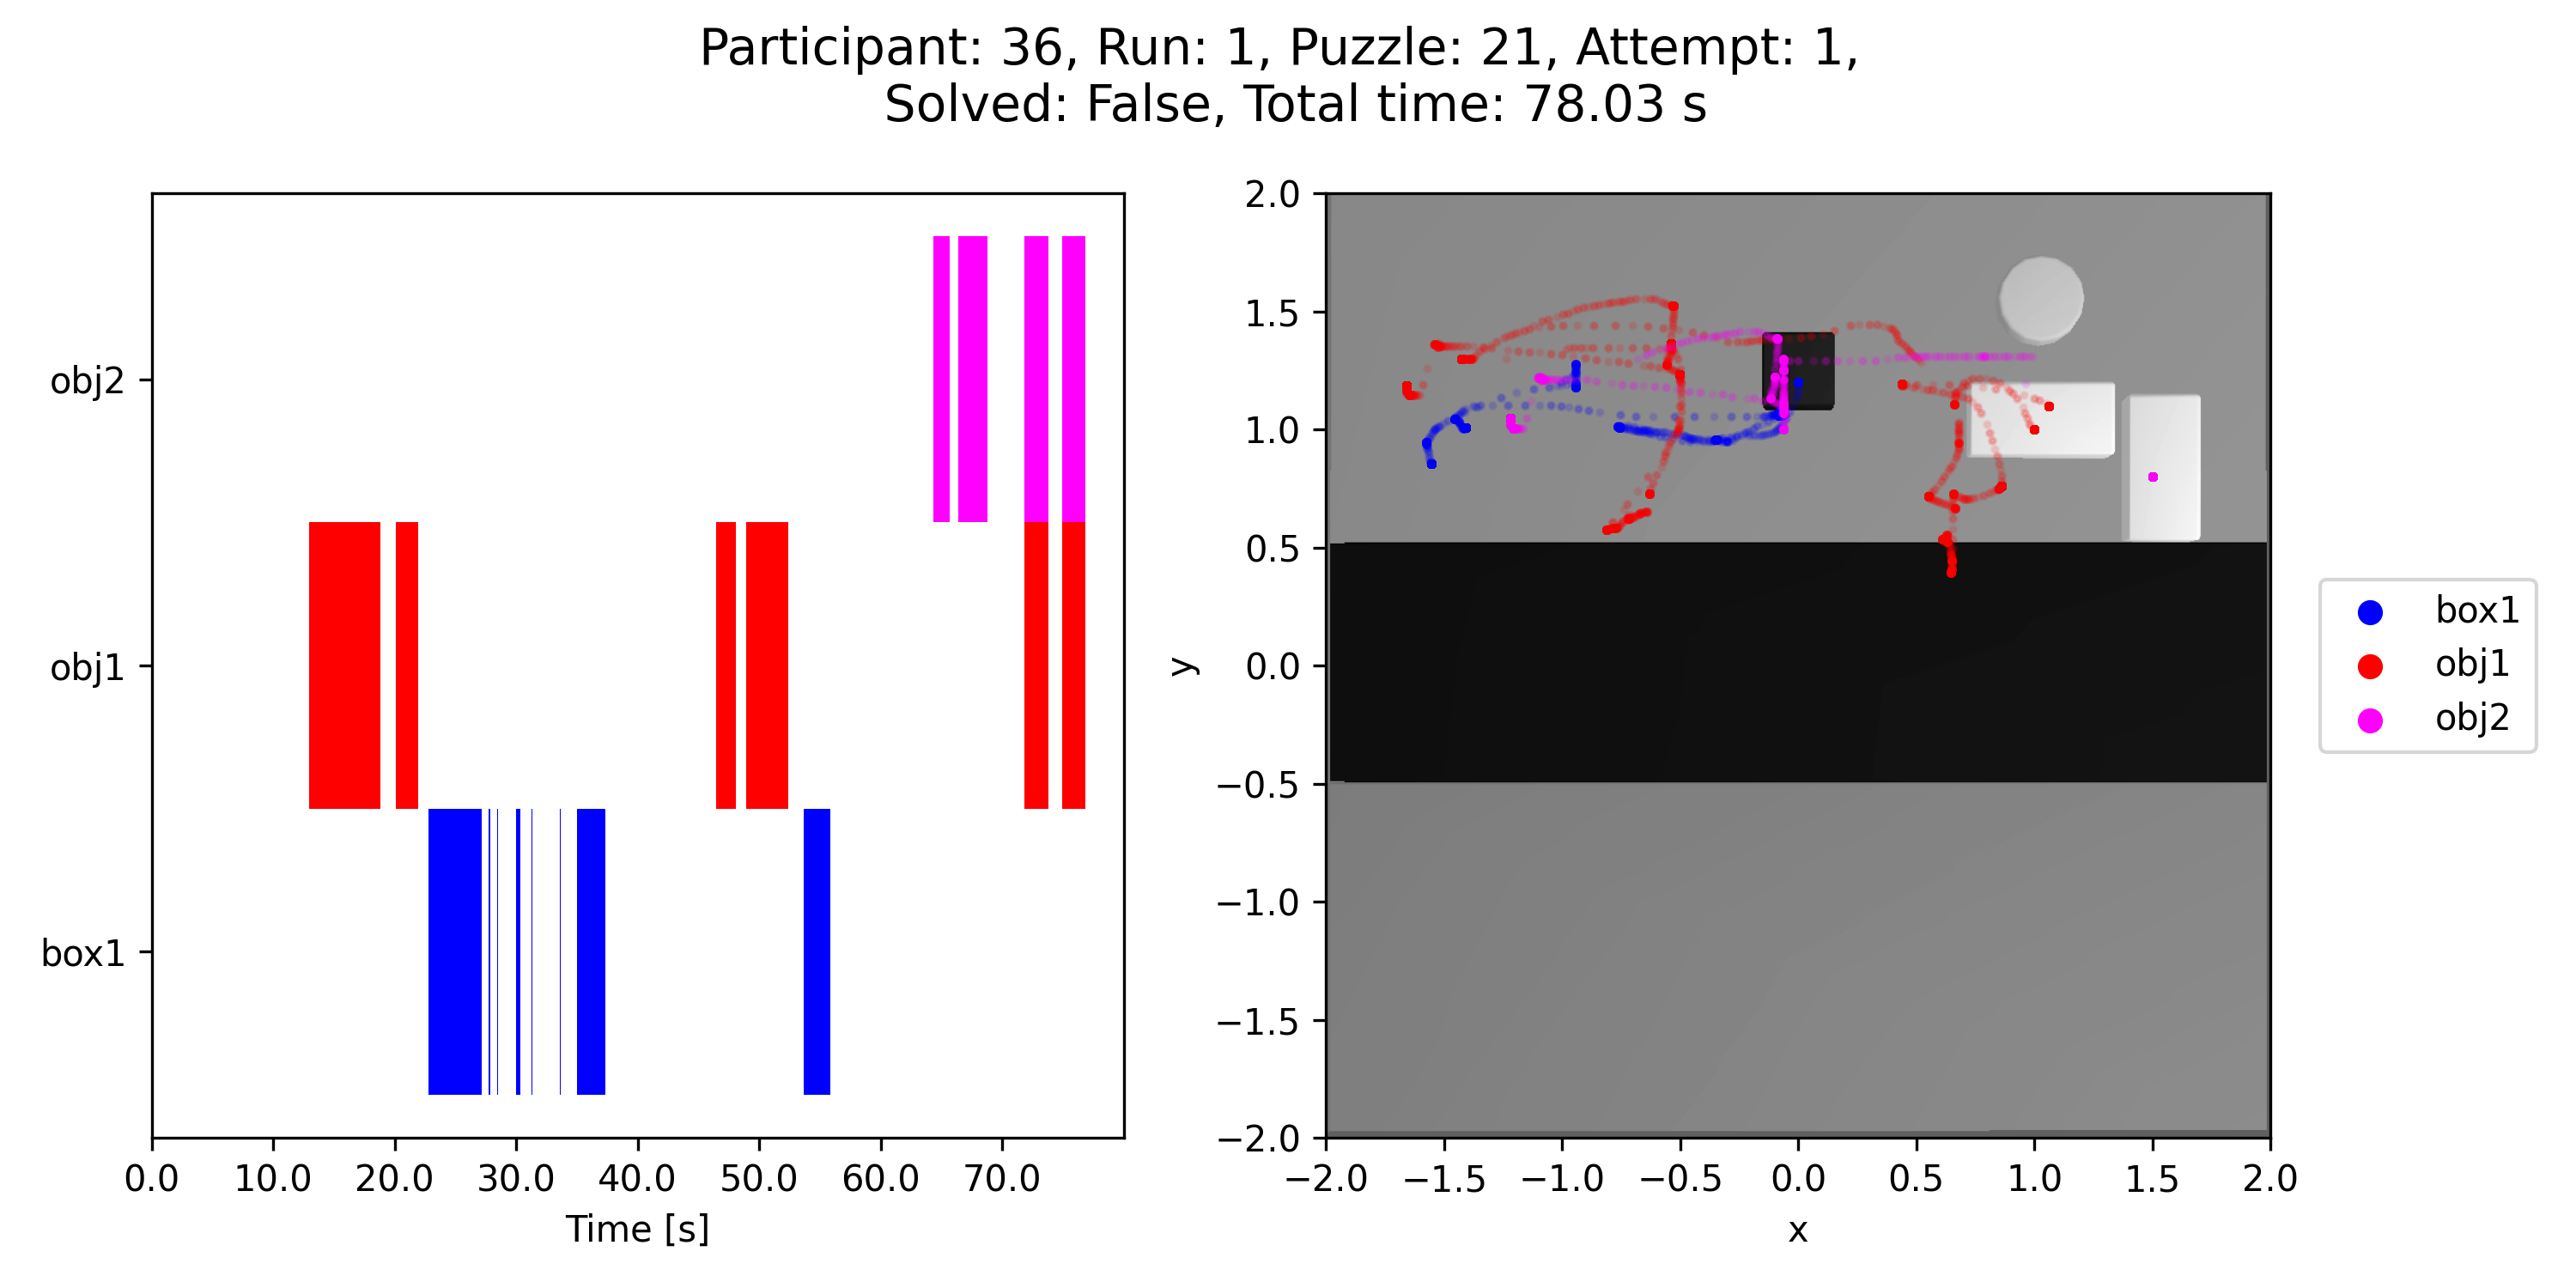 Participant: 36, Run: 1, Puzzle: 21, Attempt: 1,
Solved: False, Total time: 78.03 s
obj2
obj1
box1
0.0 10.0 20.0 30.0 40.0 50.0 60.0 70.0
Time [s]
2.0
1.5
1.0
0.5
0.0
−0.5
−1.0
−1.5
−2.0
y
−2.0 −1.5 −1.0 −0.5 0.0 0.5 1.0 1.5 2.0
x
box1
obj1
obj2